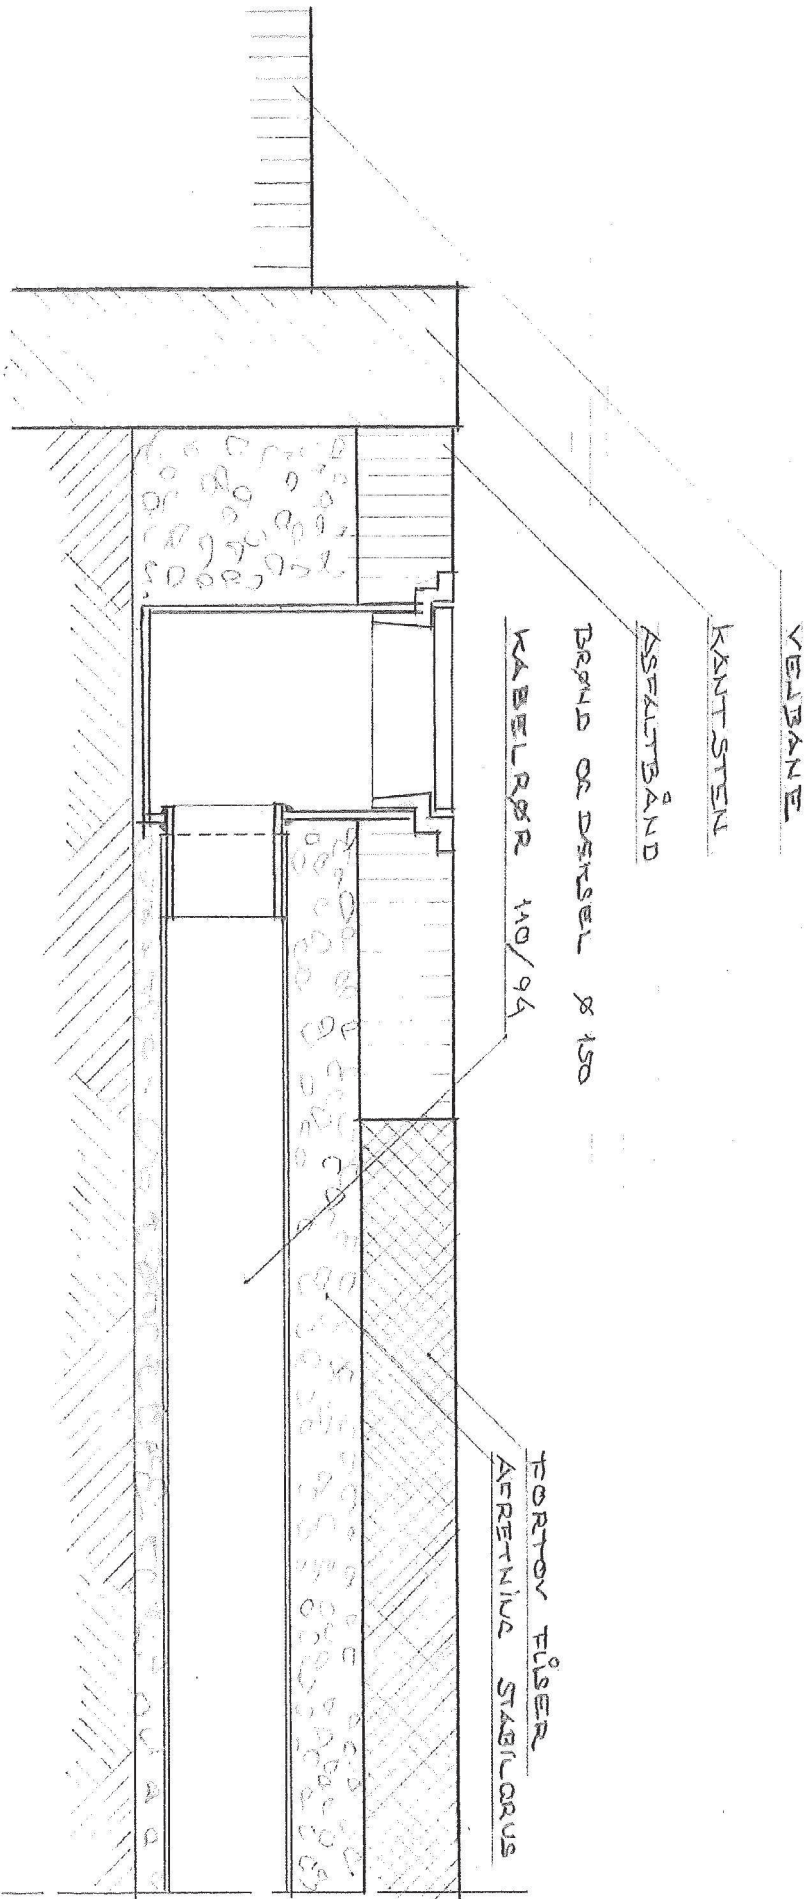 VEJBANE
KANTSTEN
ASFALTBÅND
BRØND OG DÆKSEL Ø 150
KABELRØR 110/94
FORTOV FLISER
AFRETNING STABILGRUS